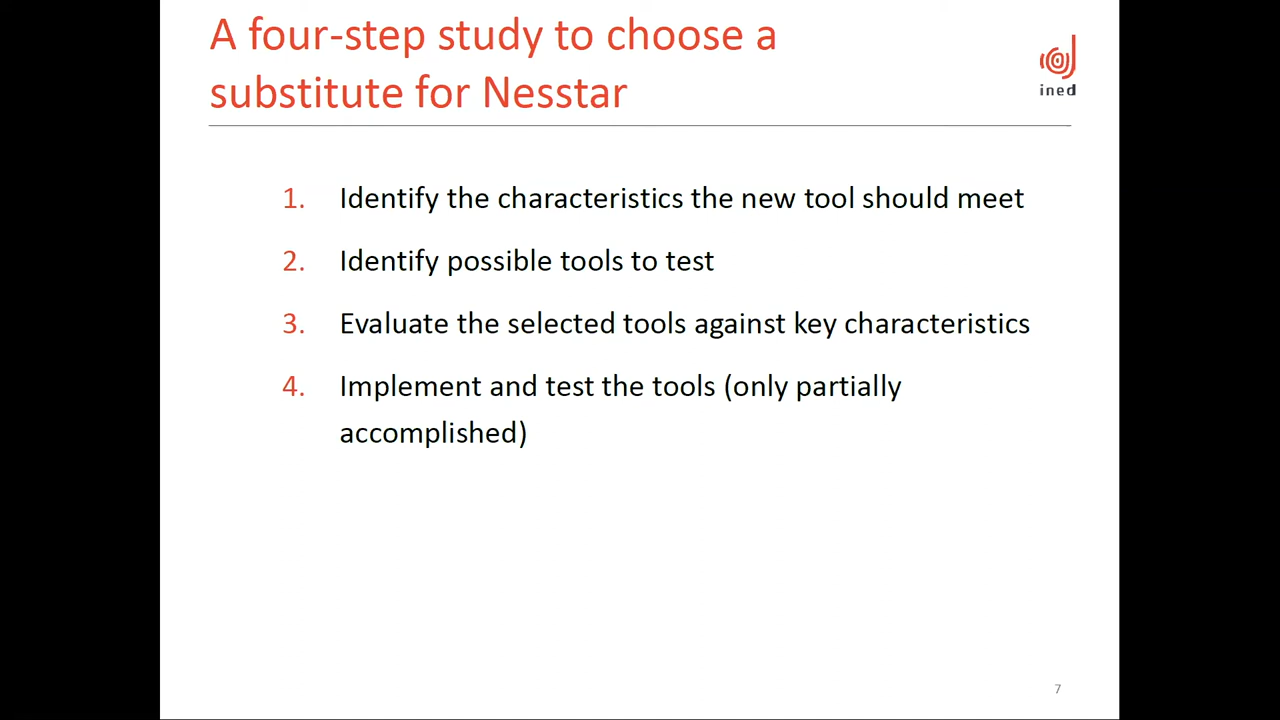 A four-step study to choose a
substitute for Nesstar
ined
1. Identify the characteristics the new tool should meet
2. Identify possible tools to test
3. Evaluate the selected tools against key characteristics
4. Implement and test the tools (only partially
accomplished)
7